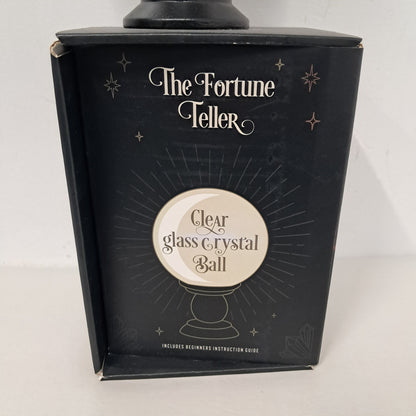 The Fortune
Teller
Clear
glass Crystal
Ball
INCLUDES BEGINNERS INSTRUCTION GUIDE